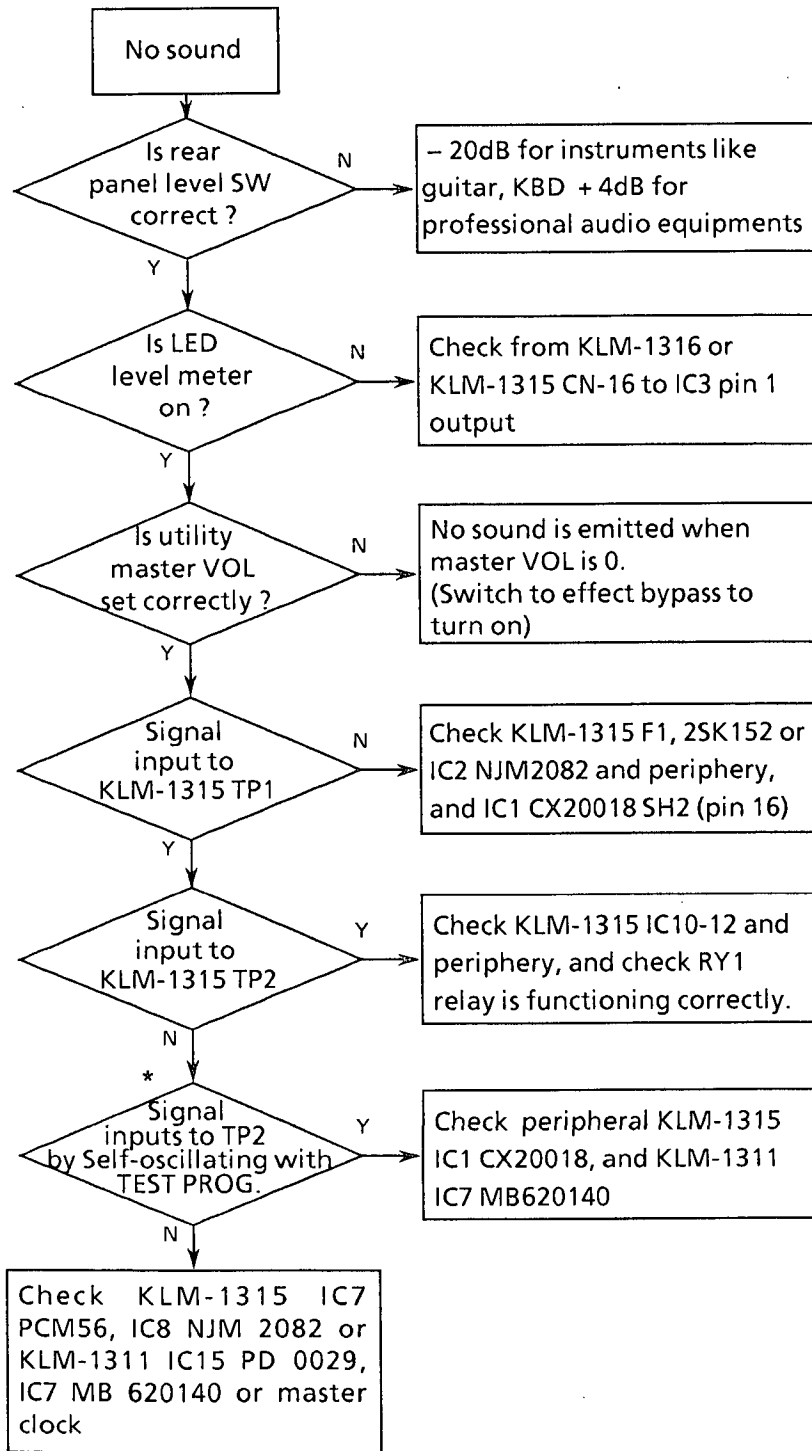 No sound
Is rear
panel level SW
correct ?
N
– 20dB for instruments like
guitar, KBD + 4dB for
professional audio equipments
Y
Is LED
level meter
on ?
N
Check from KLM-1316 or
KLM-1315 CN-16 to IC3 pin 1
output
Y
Is utility
master VOL
set correctly ?
N
No sound is emitted when
master VOL is 0.
(Switch to effect bypass to
turn on)
Y
Signal
input to
KLM-1315 TP1
N
Check KLM-1315 F1, 2SK152 or
IC2 NJM2082 and periphery,
and IC1 CX20018 SH2 (pin 16)
Y
Signal
input to
KLM-1315 TP2
Y
Check KLM-1315 IC10-12 and
periphery, and check RY1
relay is functioning correctly.
N
*
Signal
inputs to TP2
by Self-oscillating with
TEST PROG.
Y
Check peripheral KLM-1315
IC1 CX20018, and KLM-1311
IC7 MB620140
N
Check KLM-1315 IC7
PCM56, IC8 NJM 2082 or
KLM-1311 IC15 PD 0029,
IC7 MB 620140 or master
clock